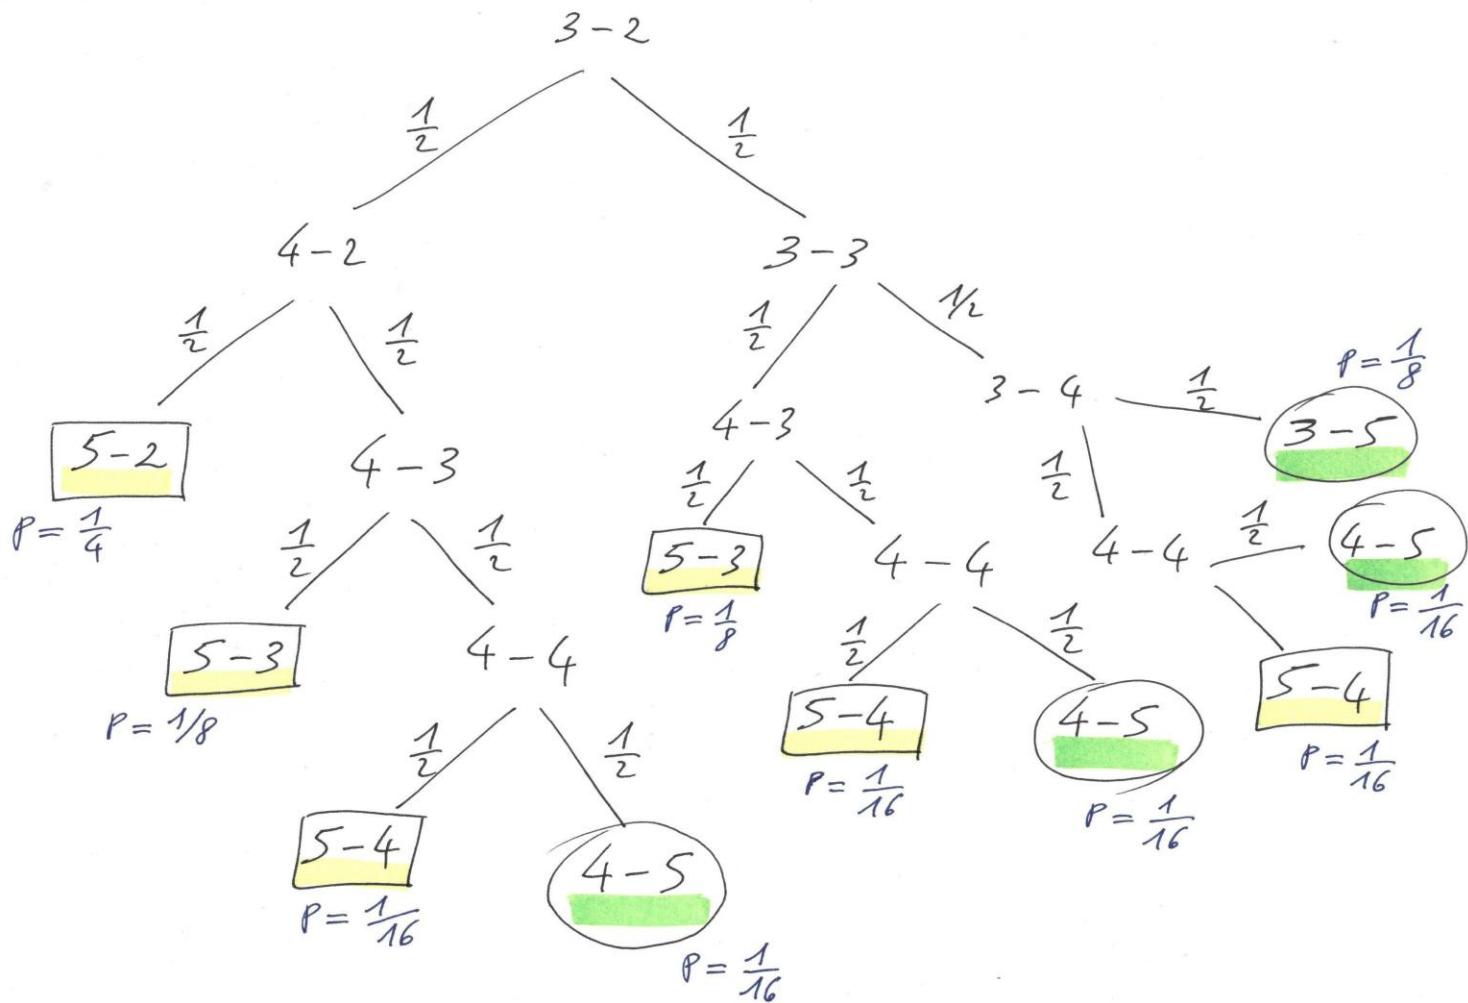 3-2
1/2 1/2
4-2 3-3
1/2 1/2 1/2 1/2
P = 1/8
3-4 1/2 3-5
5-2 4-3 4-3
P = 1/4
1/2 1/2 1/2 1/2 1/2 1/2
5-3 4-4 4-4 4-5
P = 1/8 P = 1/16
5-3 4-4 1/2 1/2 5-4
P = 1/8 5-4 4-5 P = 1/16
1/2 1/2 P = 1/16 P = 1/16
5-4 4-5
P = 1/16 P = 1/16